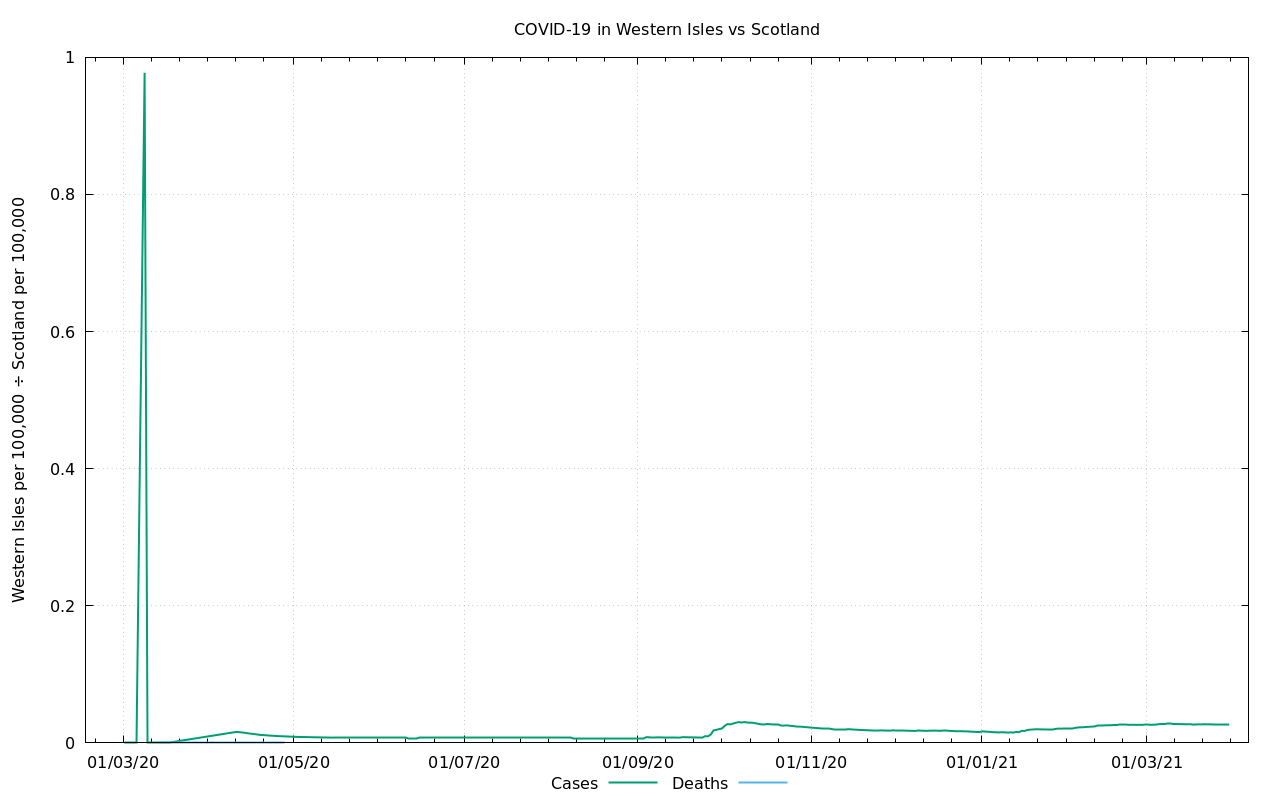 COVID-19 in Western Isles vs Scotland
Western Isles per 100,000 ÷ Scotland per 100,000
1
0.8
0.6
0.4
0.2
0
01/03/20 01/05/20 01/07/20 01/09/20 01/11/20 01/01/21 01/03/21
Cases Deaths